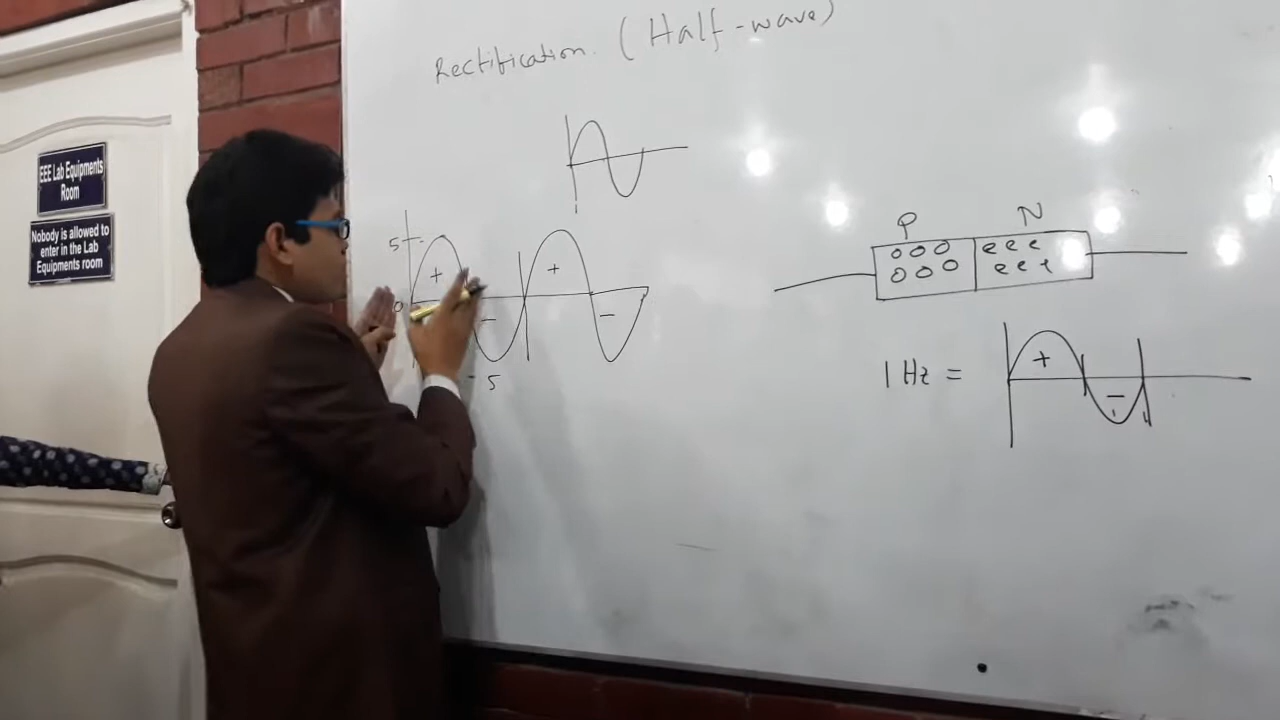 Rectification. (Half-wave)
EEE Lab Equipments
Room
Nobody is allowed to
enter in the Lab
Equipments room
5
+
+
0
-
-
- 5
P N
o o o e e e
o o o e e e
1 Hz =
+
-